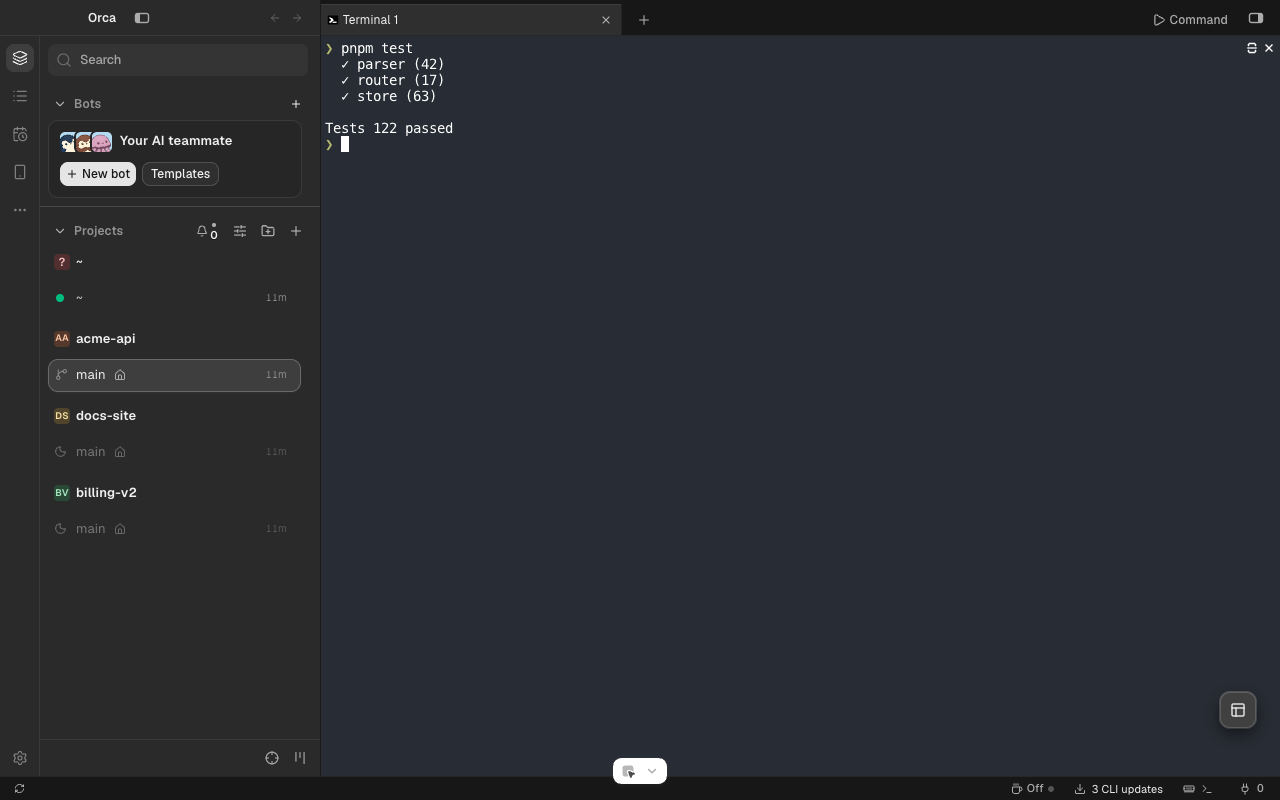 Orca
Terminal 1
Command
Search
Bots
Your AI teammate
New bot
Templates
Projects
0
? ~
~ 11m
AA acme-api
main 11m
DS docs-site
main 11m
BV billing-v2
main 11m
❯ pnpm test
✓ parser (42)
✓ router (17)
✓ store (63)
Tests 122 passed
❯
Off
3 CLI updates
0